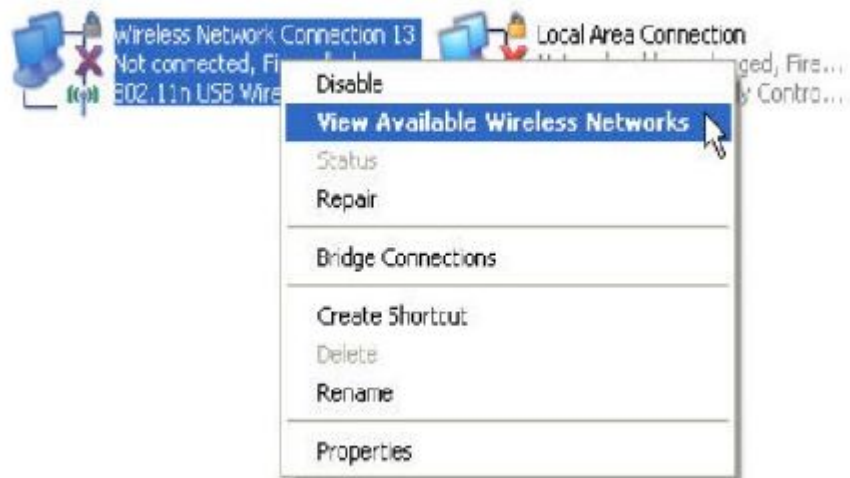 Wireless Network Connection 13
Not connected, Fi
802.11n USB Wire
Local Area Connection
ged, Fire...
y Contro...
Disable
View Available Wireless Networks
Status
Repair
Bridge Connections
Create Shortcut
Delete
Rename
Properties